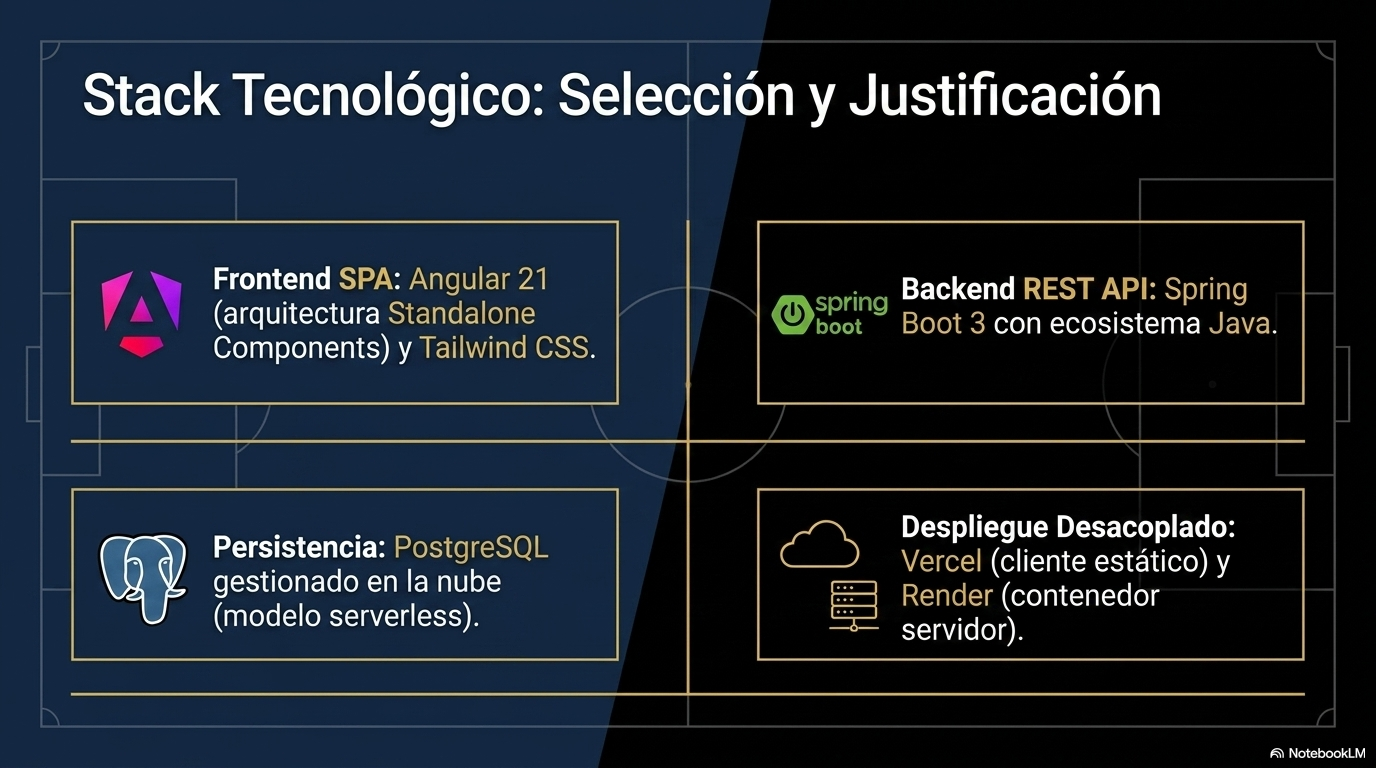 Stack Tecnológico: Selección y Justificación
Frontend SPA: Angular 21
(arquitectura Standalone
Components) y Tailwind CSS.
spring
boot
Backend REST API: Spring
Boot 3 con ecosistema Java.
Persistencia: PostgreSQL
gestionado en la nube
(modelo serverless).
Despliegue Desacoplado:
Vercel (cliente estático) y
Render (contenedor
servidor).
NotebookLM